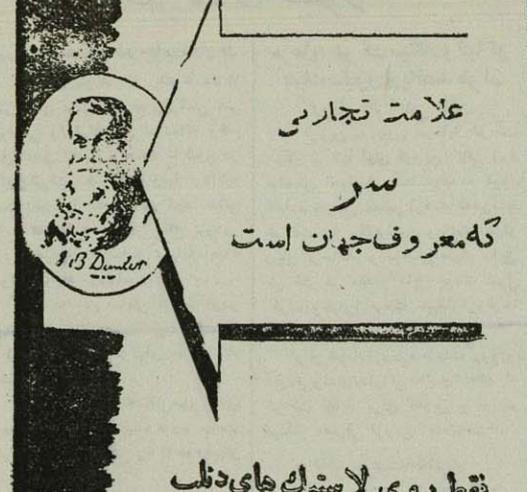 علامت تجارتی
سر
که معروف جهان است
J B Dunlop
فقط روی لاستیک های دنلپ